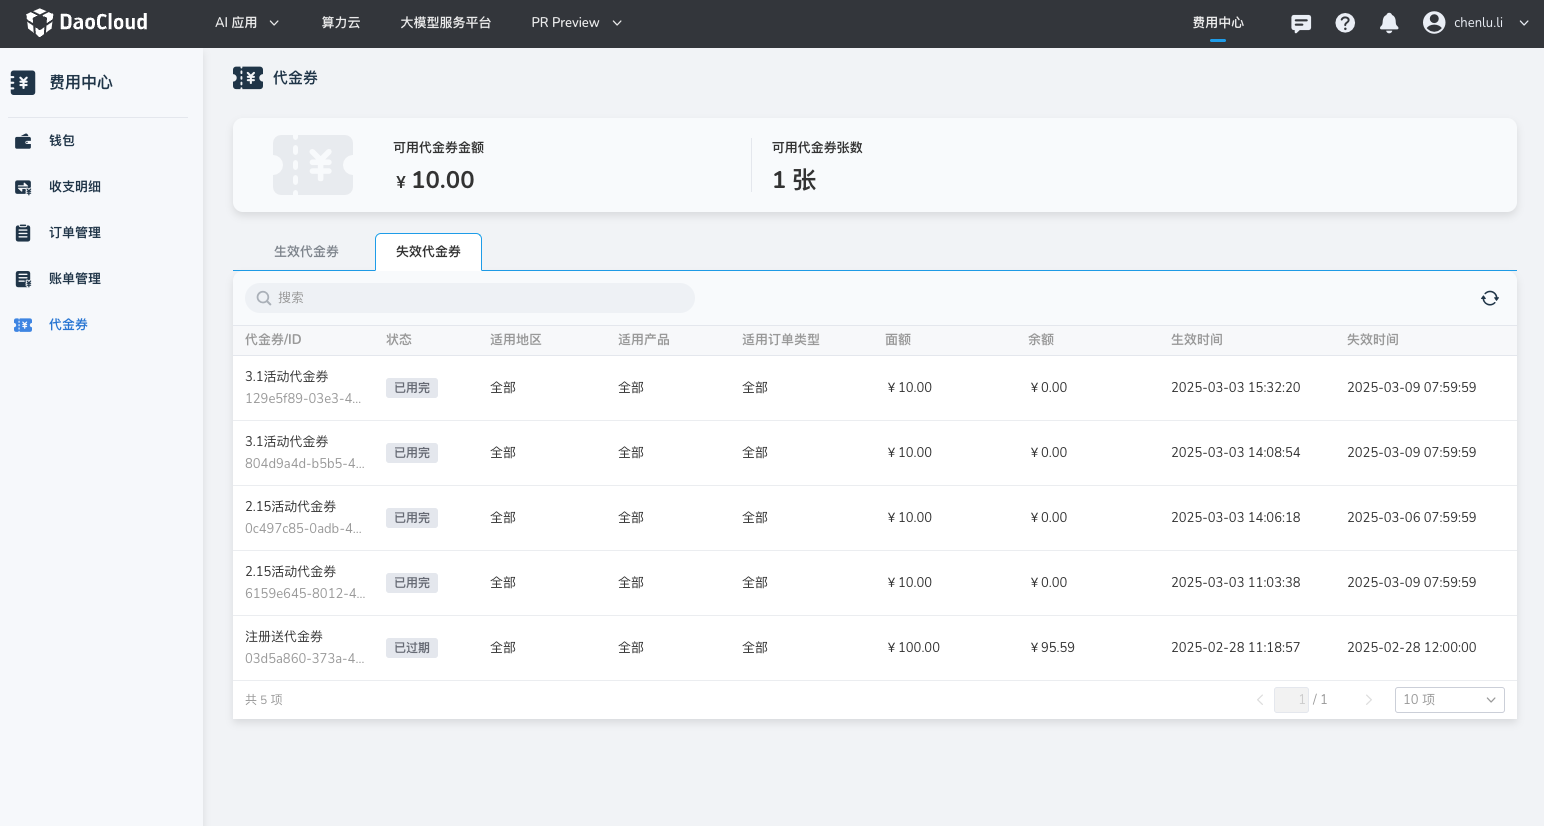 DaoCloud AI 应用 算力云 大模型服务平台 PR Preview 费用中心 chenlu.li
费用中心
钱包
收支明细
订单管理
账单管理
代金券
代金券
可用代金券金额 可用代金券张数
¥ 10.00 1 张
生效代金券 失效代金券
搜索
代金券/ID 状态 适用地区 适用产品 适用订单类型 面额 余额 生效时间 失效时间
3.1活动代金券
129e5f89-03e3-4... 已用完 全部 全部 全部 ¥ 10.00 ¥ 0.00 2025-03-03 15:32:20 2025-03-09 07:59:59
3.1活动代金券
804d9a4d-b5b5-4... 已用完 全部 全部 全部 ¥ 10.00 ¥ 0.00 2025-03-03 14:08:54 2025-03-09 07:59:59
2.15活动代金券
0c497c85-0adb-4... 已用完 全部 全部 全部 ¥ 10.00 ¥ 0.00 2025-03-03 14:06:18 2025-03-06 07:59:59
2.15活动代金券
6159e645-8012-4... 已用完 全部 全部 全部 ¥ 10.00 ¥ 0.00 2025-03-03 11:03:38 2025-03-09 07:59:59
注册送代金券
03d5a860-373a-4... 已过期 全部 全部 全部 ¥ 100.00 ¥ 95.59 2025-02-28 11:18:57 2025-02-28 12:00:00
共 5 项 1 / 1 10 项